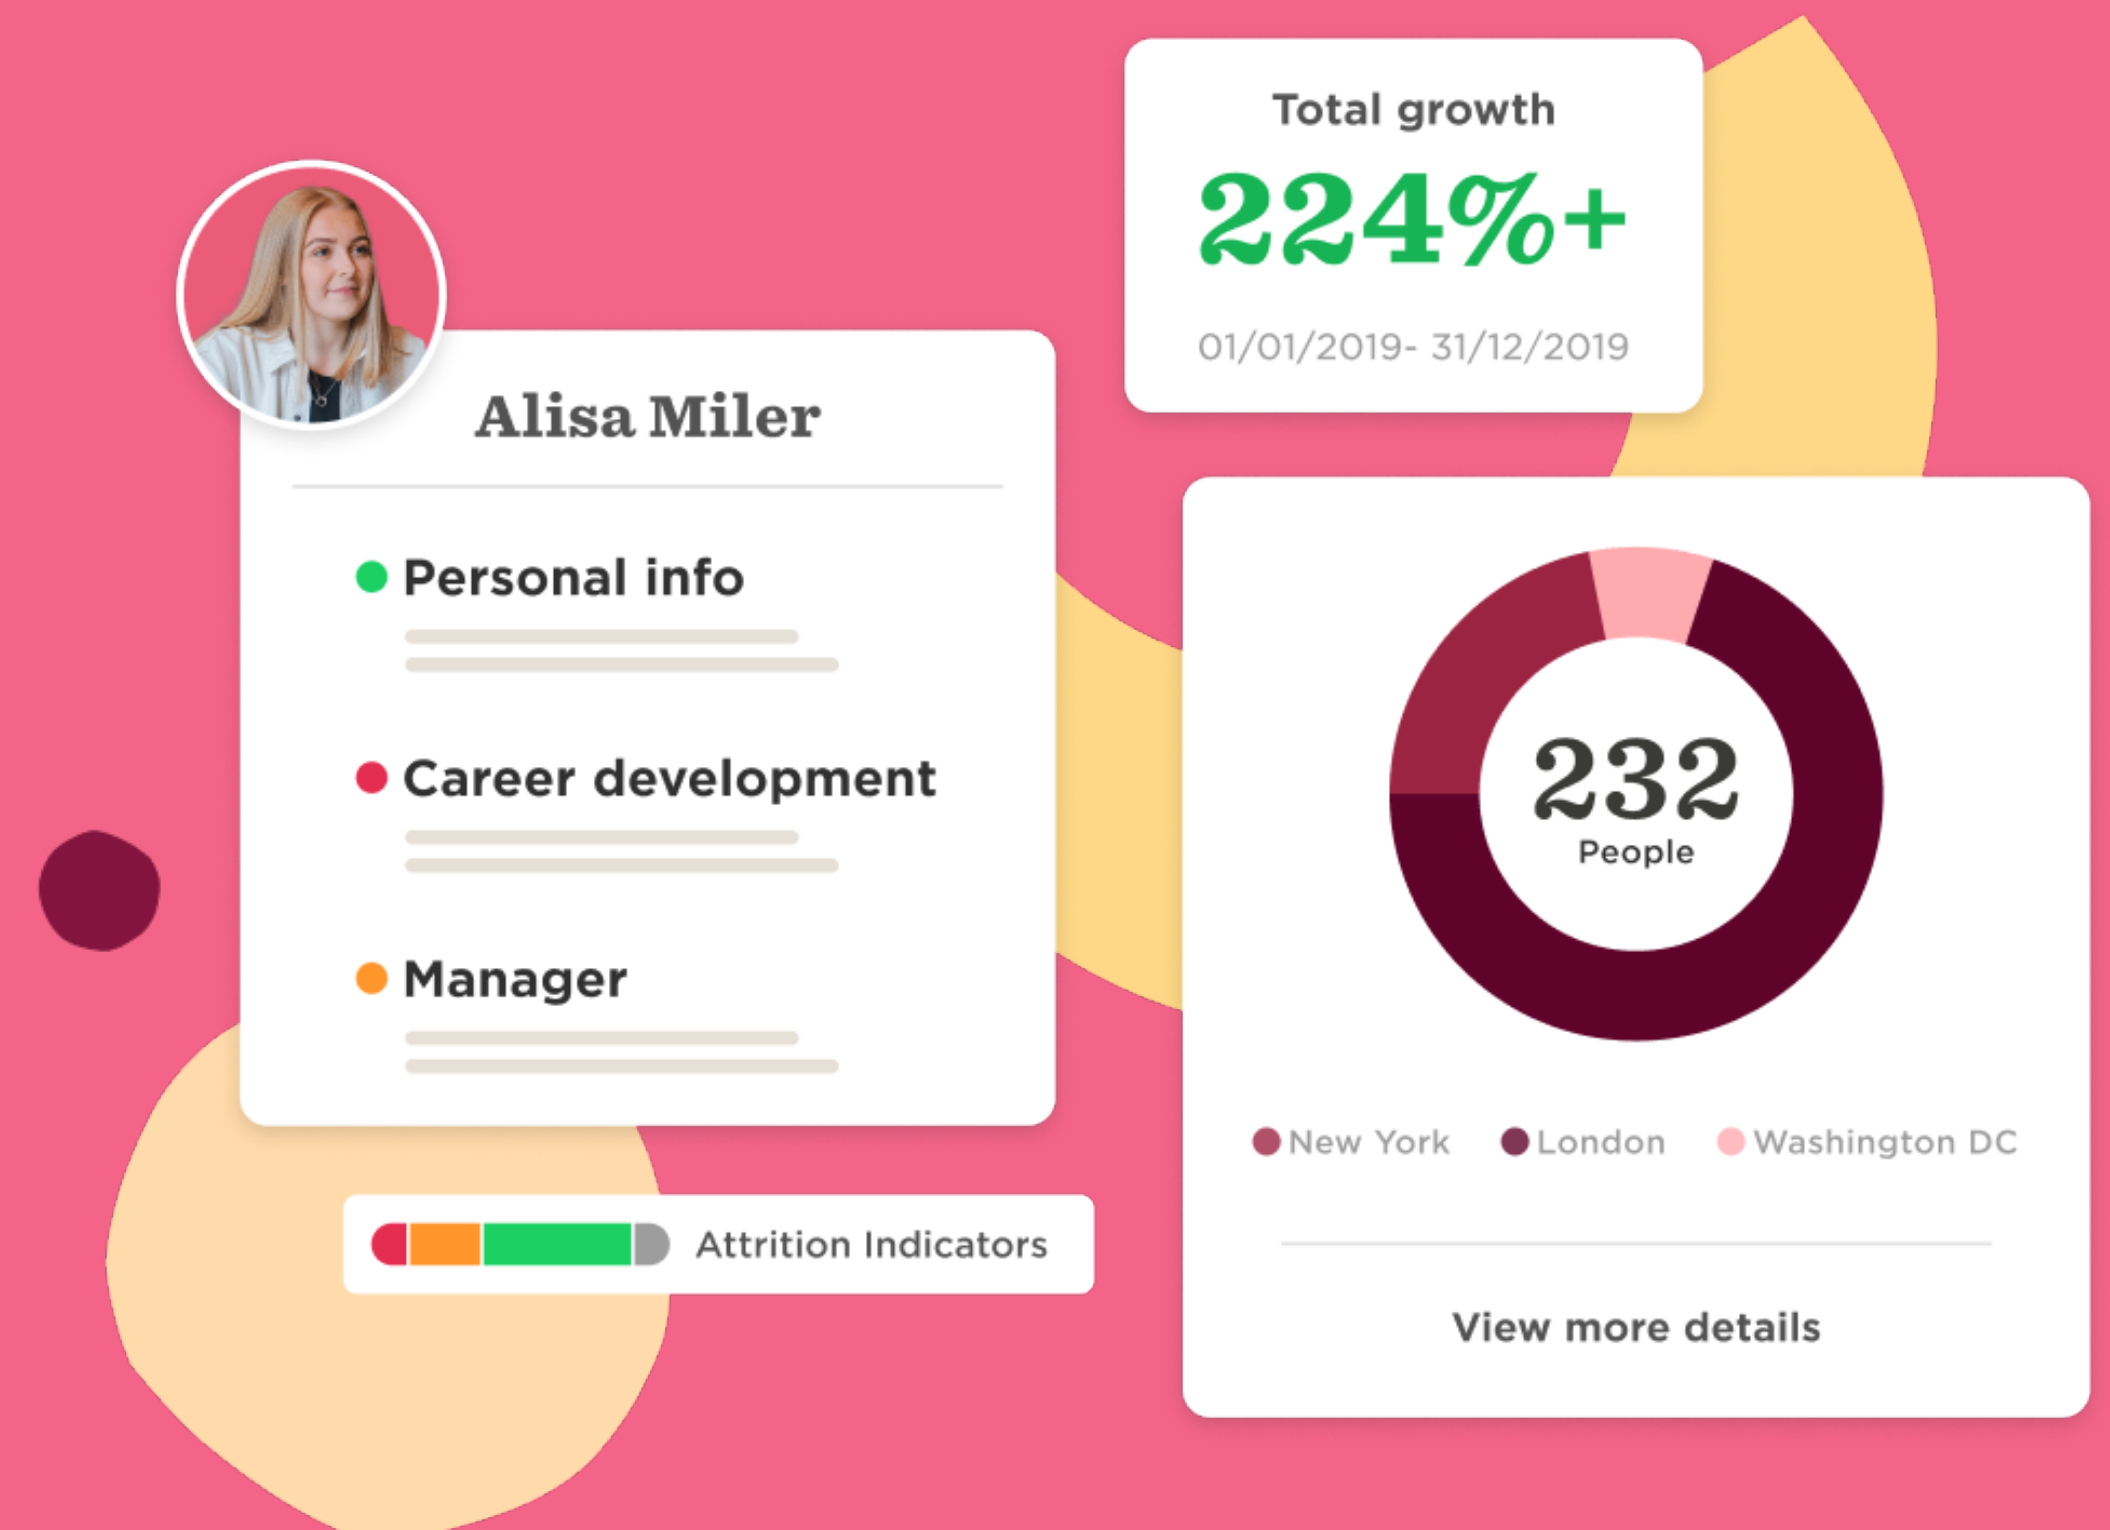 Alisa Miler
Personal info
Career development
Manager
Attrition Indicators
Total growth
224%+
01/01/2019- 31/12/2019
232
People
New York London Washington DC
View more details